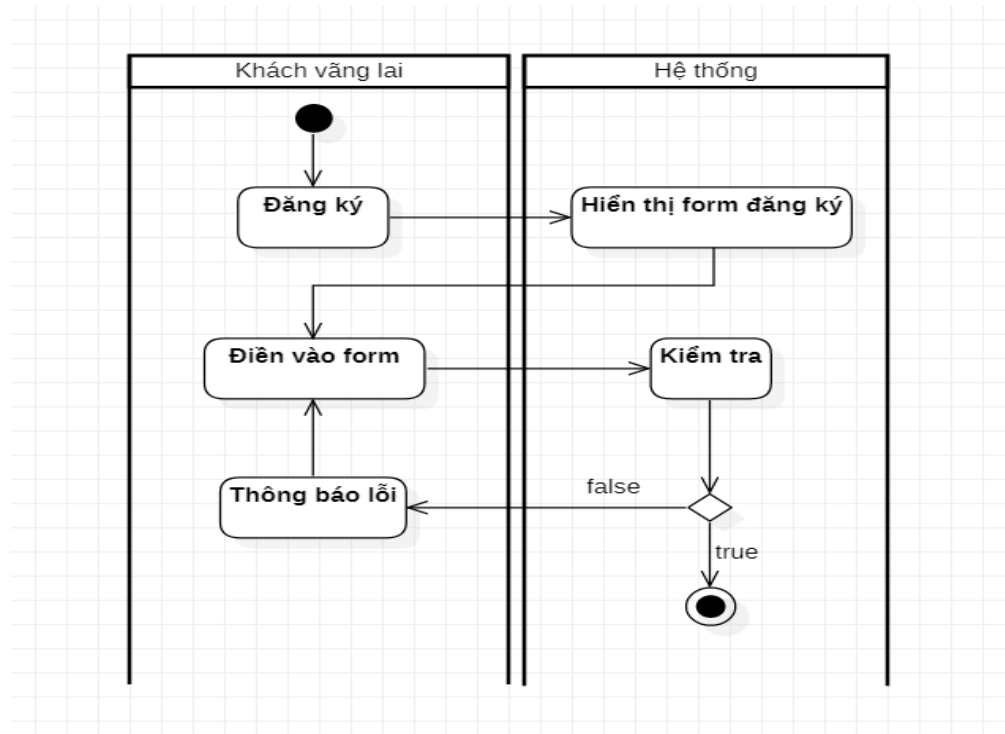 Khách vãng lai
Hệ thống
Đăng ký
Hiển thị form đăng ký
Điền vào form
Kiểm tra
false
Thông báo lỗi
true